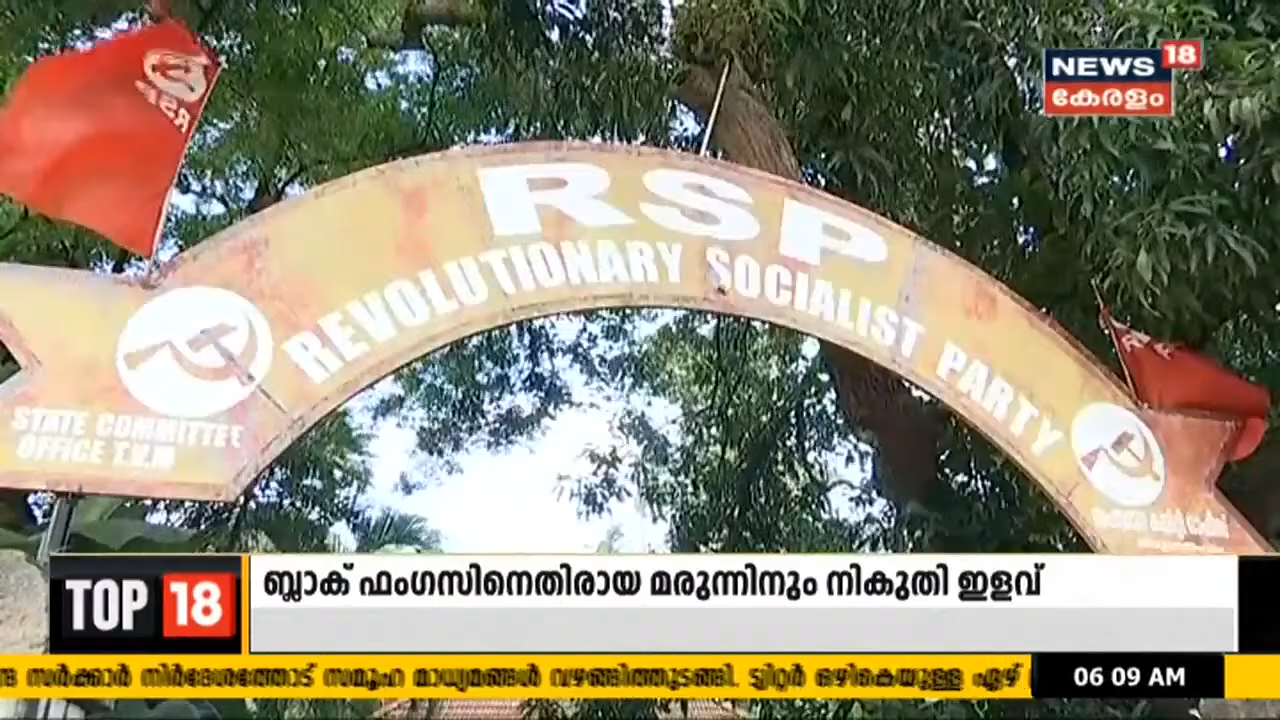 NEWS 18
കേരളം
RSP
REVOLUTIONARY SOCIALIST PARTY
STATE COMMITTEE
OFFICE T.V.M
TOP 18
ബ്ലാക് ഫംഗസിനെതിരായ മരുന്നിനും നികുതി ഇളവ്
സർക്കാർ നിർദേശത്തോട് സമൂഹ മാധ്യമങ്ങൾ വഴങ്ങിത്തുടങ്ങി. ട്വിറ്റർ ഒഴികെയുള്ള ഏഴ്
06 09 AM